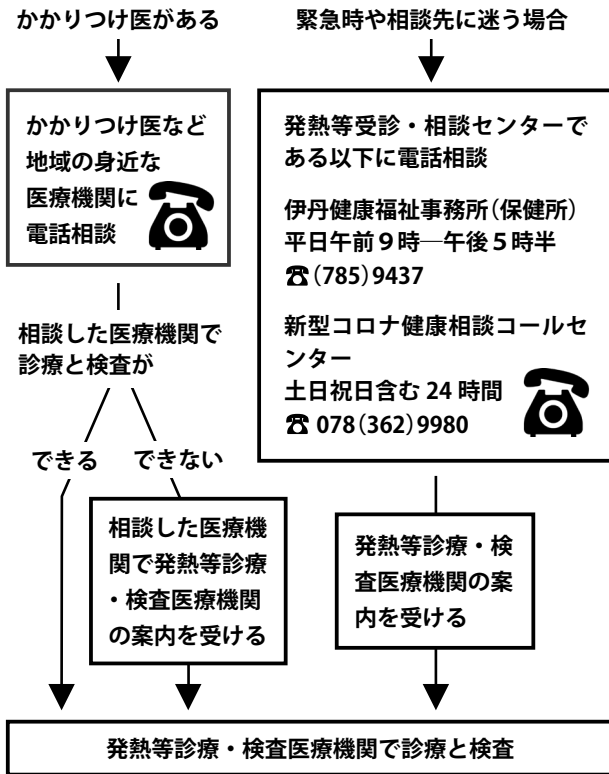 かかりつけ医がある
緊急時や相談先に迷う場合
かかりつけ医など
地域の身近な
医療機関に
電話相談
相談した医療機関で
診療と検査が
できる
できない
相談した医療機
関で発熱等診療
・検査医療機関
の案内を受ける
発熱等受診・相談センターで
ある以下に電話相談
伊丹健康福祉事務所(保健所)
平日午前9時―午後5時半
☎(785)9437
新型コロナ健康相談コールセ
ンター
土日祝日含む 24 時間
☎ 078(362)9980
発熱等診療・検
査医療機関の案
内を受ける
発熱等診療・検査医療機関で診療と検査